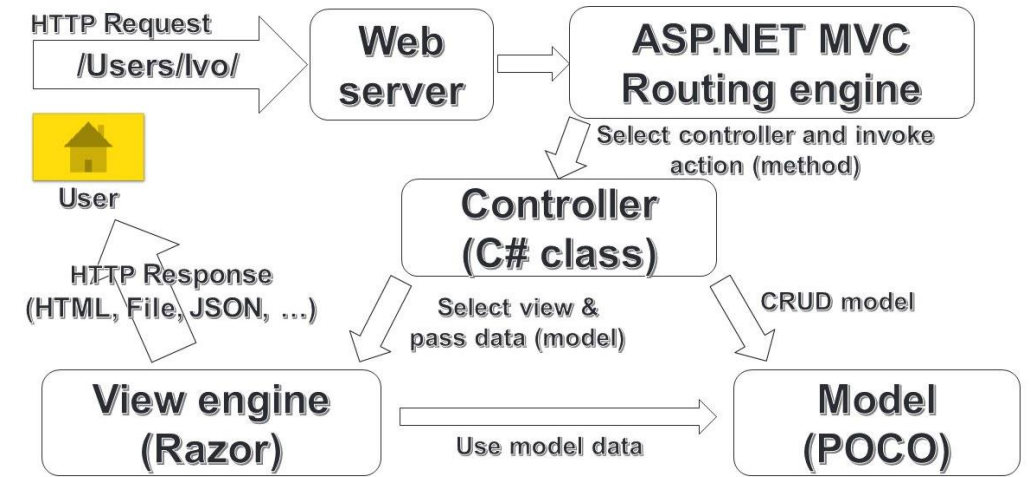 HTTP Request
/Users/Ivo/
Web
server
ASP.NET MVC
Routing engine
Select controller and invoke
action (method)
User
Controller
(C# class)
HTTP Response
(HTML, File, JSON, …)
Select view &
pass data (model)
CRUD model
View engine
(Razor)
Use model data
Model
(POCO)